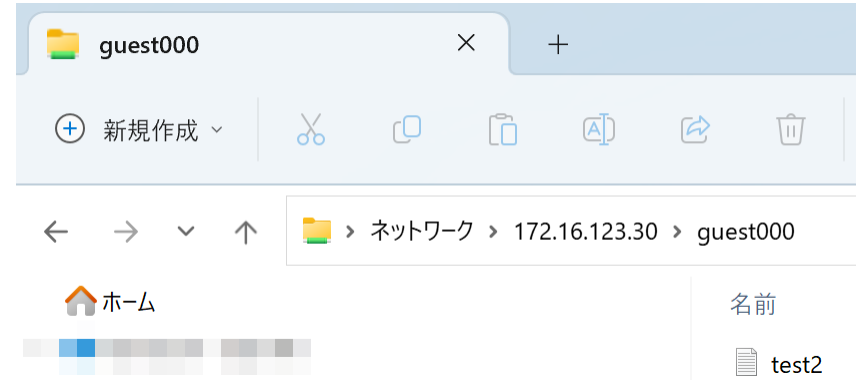 guest000
新規作成
ネットワーク 172.16.123.30 guest000
ホーム
名前
test2